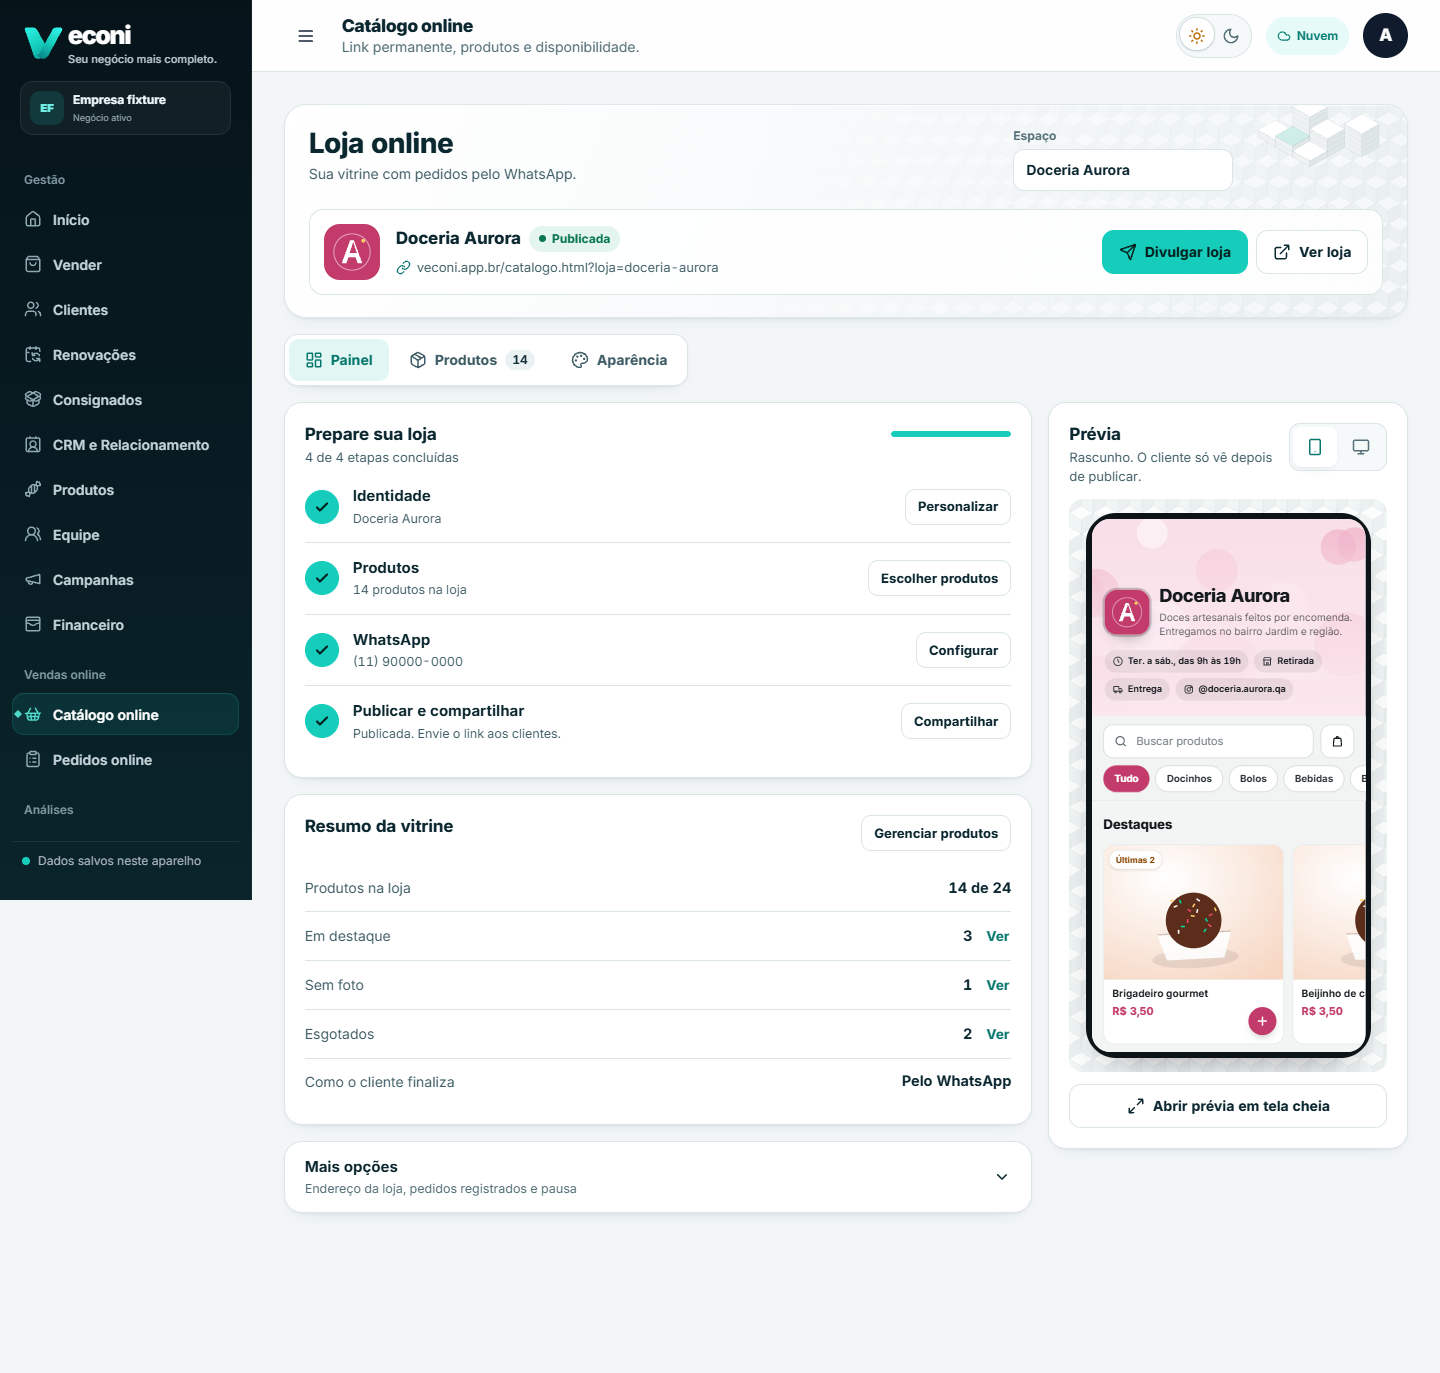 Veconi
Seu negócio mais completo.
EF
Empresa fixture
Negócio ativo
Gestão
Início
Vender
Clientes
Renovações
Consignados
CRM e Relacionamento
Produtos
Equipe
Campanhas
Financeiro
Vendas online
Catálogo online
Pedidos online
Análises
Dados salvos neste aparelho
Catálogo online
Link permanente, produtos e disponibilidade.
Nuvem
A
Loja online
Sua vitrine com pedidos pelo WhatsApp.
Espaço
Doceria Aurora
A
Doceria Aurora
Publicada
veconi.app.br/catalogo.html?loja=doceria-aurora
Divulgar loja
Ver loja
Painel
Produtos 14
Aparência
Prepare sua loja
4 de 4 etapas concluídas
Identidade
Doceria Aurora
Personalizar
Produtos
14 produtos na loja
Escolher produtos
WhatsApp
(11) 90000-0000
Configurar
Publicar e compartilhar
Publicada. Envie o link aos clientes.
Compartilhar
Resumo da vitrine
Gerenciar produtos
Produtos na loja
14 de 24
Em destaque
3 Ver
Sem foto
1 Ver
Esgotados
2 Ver
Como o cliente finaliza
Pelo WhatsApp
Mais opções
Endereço da loja, pedidos registrados e pausa
Prévia
Rascunho. O cliente só vê depois
de publicar.
A
Doceria Aurora
Doces artesanais feitos por encomenda.
Entregamos no bairro Jardim e região.
Ter. a sáb., das 9h às 19h
Retirada
Entrega
@doceria.aurora.qa
Buscar produtos
Tudo
Docinhos
Bolos
Bebidas
Destaques
Últimas 2
Brigadeiro gourmet
R$ 3,50
Beijinho de
R$ 3,50
Abrir prévia em tela cheia